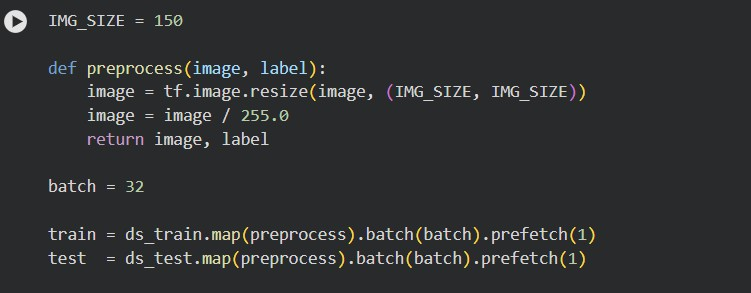 IMG_SIZE = 150
def preprocess(image, label):
    image = tf.image.resize(image, (IMG_SIZE, IMG_SIZE))
    image = image / 255.0
    return image, label
batch = 32
train = ds_train.map(preprocess).batch(batch).prefetch(1)
test  = ds_test.map(preprocess).batch(batch).prefetch(1)